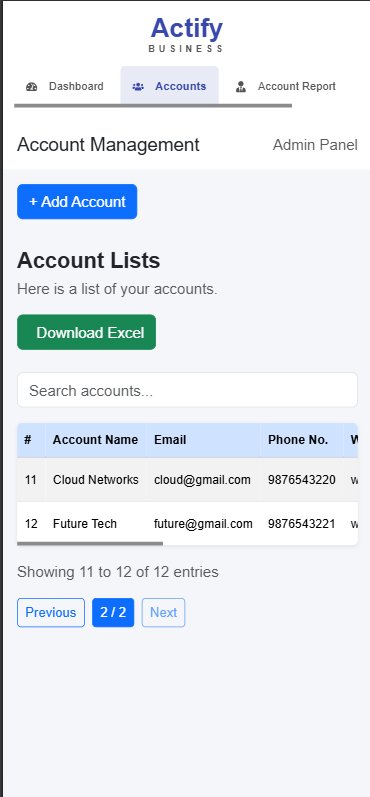 Actify
BUSINESS
Dashboard Accounts Account Report
Account Management Admin Panel
+ Add Account
Account Lists
Here is a list of your accounts.
Download Excel
Search accounts...
# Account Name Email Phone No.
11 Cloud Networks cloud@gmail.com 9876543220
12 Future Tech future@gmail.com 9876543221
Showing 11 to 12 of 12 entries
Previous 2 / 2 Next